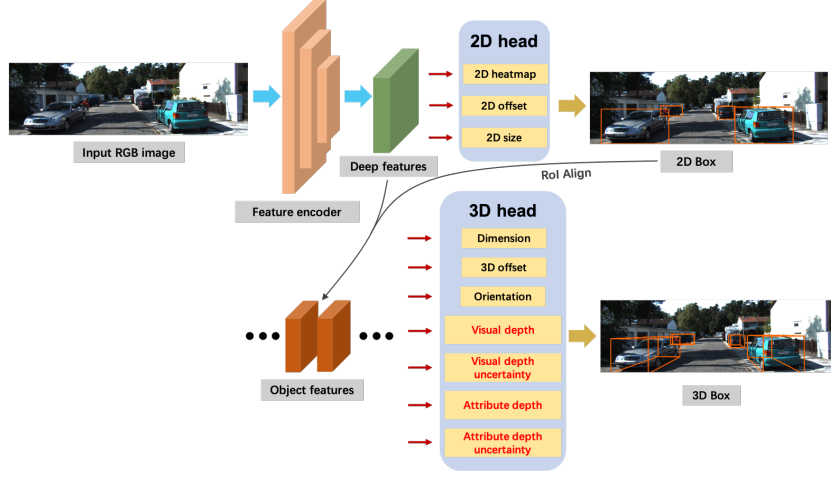 2D head
2D heatmap
2D offset
2D size
Input RGB image
Deep features
2D Box
RoI Align
Feature encoder
3D head
Dimension
3D offset
Orientation
Visual depth
Visual depth
uncertainty
Object features
3D Box
Attribute depth
Attribute depth
uncertainty